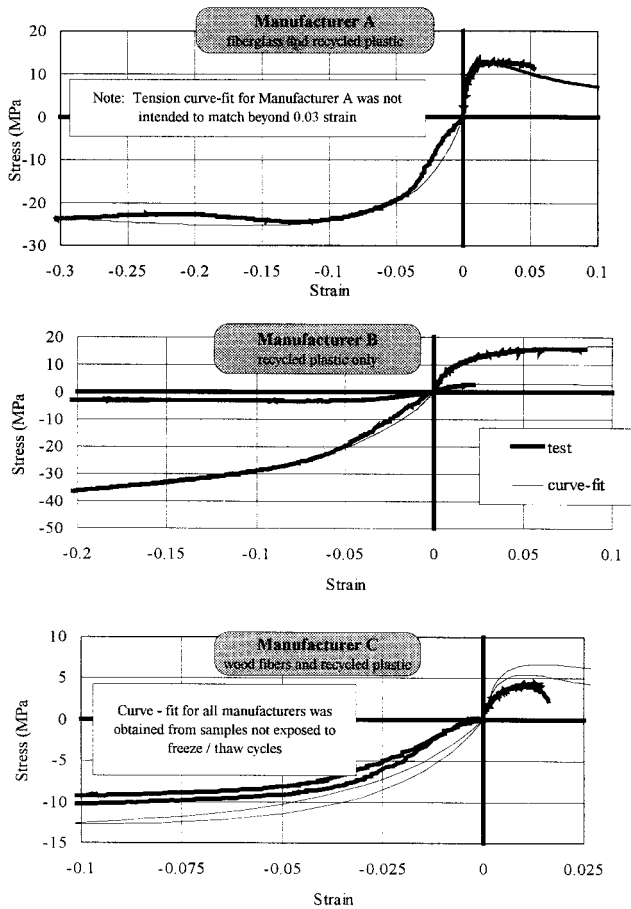 Manufacturer A
fiberglass and recycled plastic
20
10
0
-10
-20
-30
Stress (MPa
Note: Tension curve-fit for Manufacturer A was not
intended to match beyond 0.03 strain
-0.3 -0.25 -0.2 -0.15 -0.1 -0.05 0 0.05 0.1
Strain
Manufacturer B
recycled plastic only
20
10
0
-10
-20
-30
-40
-50
Stress (MPa
test
curve-fit
-0.2 -0.15 -0.1 -0.05 0 0.05 0.1
Strain
Manufacturer C
wood fibers and recycled plastic
10
5
0
-5
-10
-15
Stress (MPa
Curve - fit for all manufacturers was
obtained from samples not exposed to
freeze / thaw cycles
-0.1 -0.075 -0.05 -0.025 0 0.025
Strain